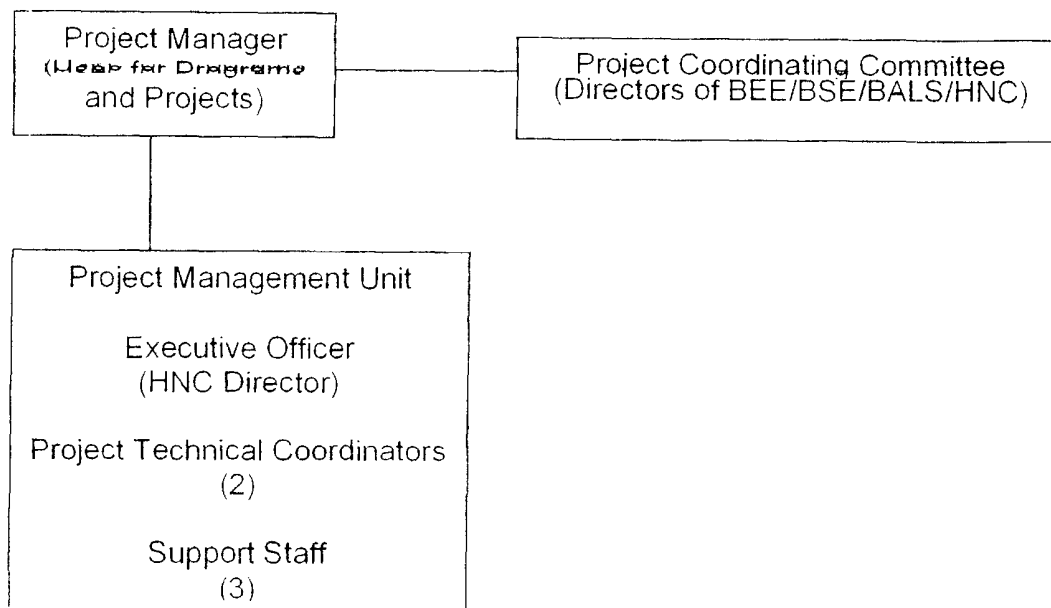 Project Manager
for
and Projects)
Project Coordinating Committee
(Directors of BEE/BSE/BALS/HNC)
Project Management Unit
Executive Officer
(HNC Director)
Project Technical Coordinators
(2)
Support Staff
(3)